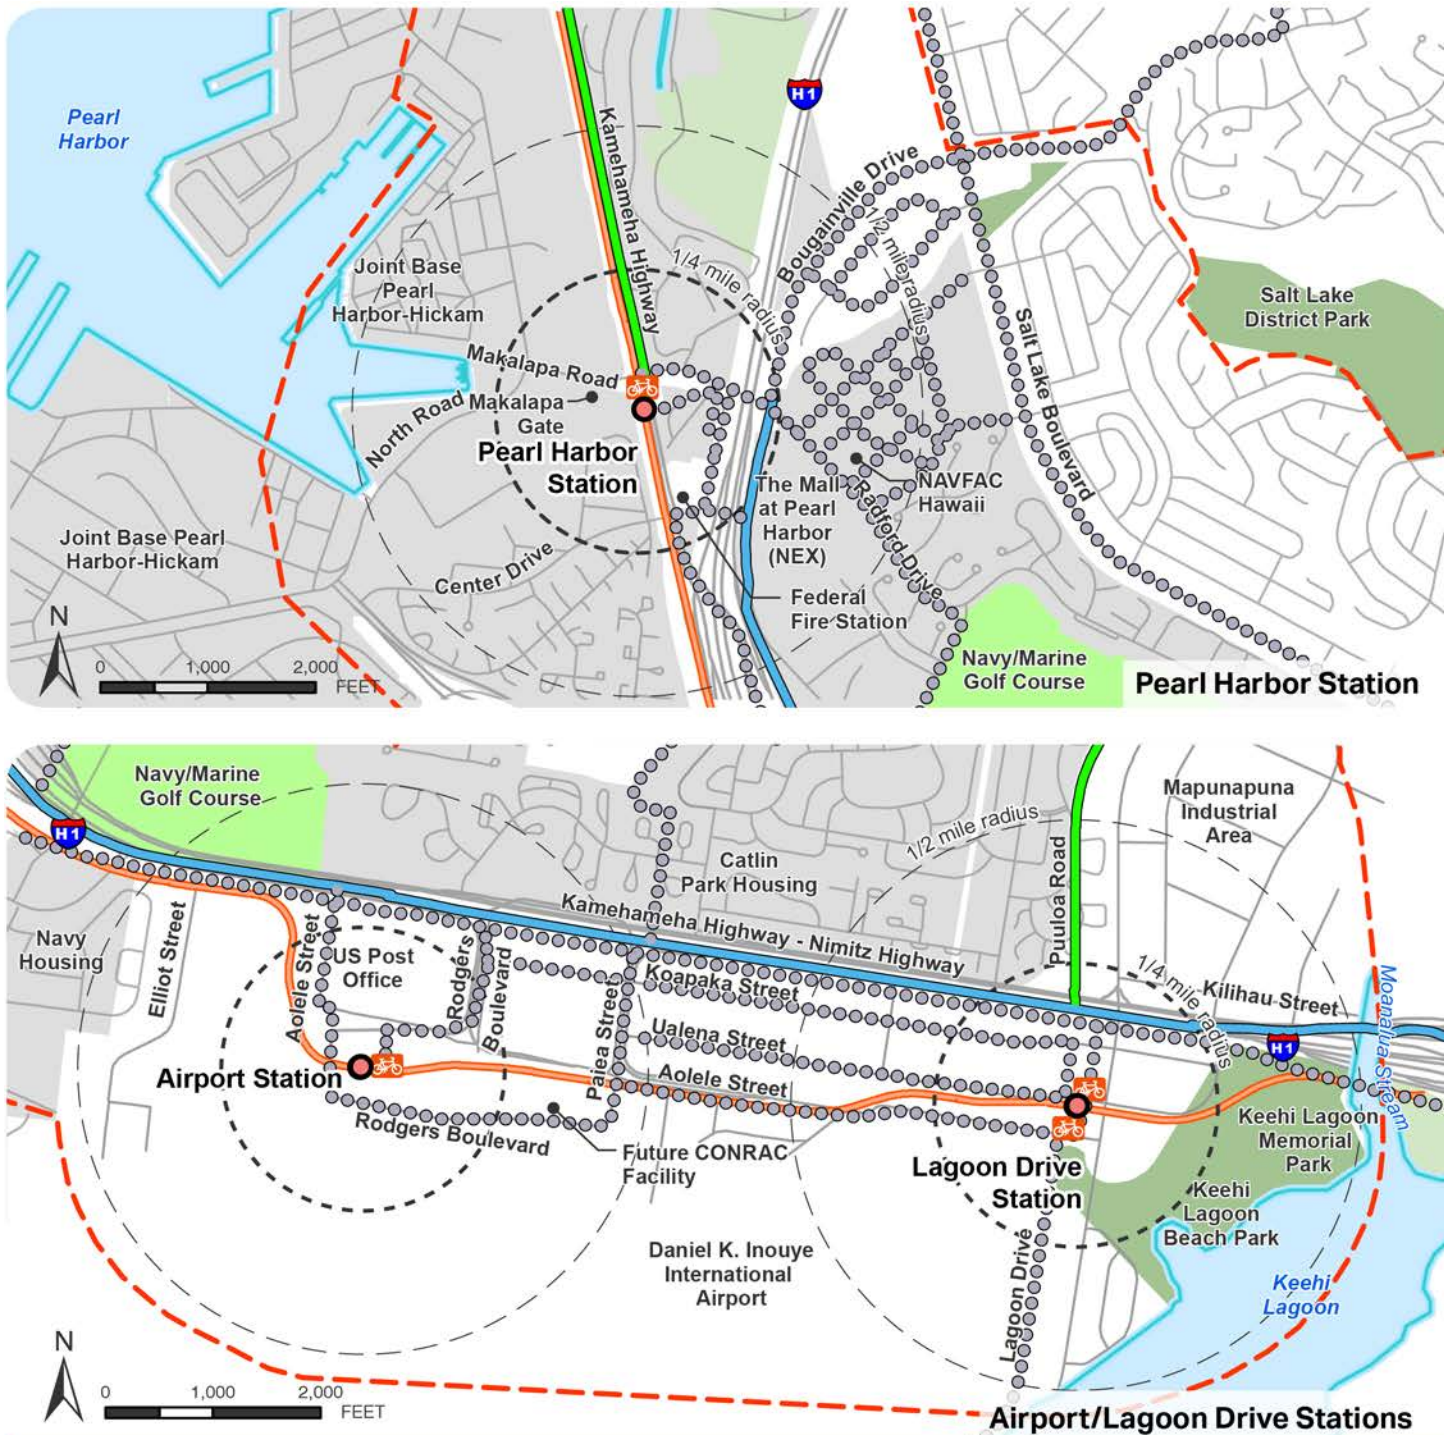 Pearl
Harbor
H1
Kamehameha Highway
Bougainville Drive
1/2 mile radius
1/4 mile radius
Joint Base
Pearl
Harbor-Hickam
Salt Lake
District Park
Salt Lake Boulevard
Makalapa Road
North Road
Makalapa
Gate
Pearl Harbor
Station
The Mall
at Pearl
Harbor
(NEX)
NAVFAC
Hawaii
Radford Drive
Joint Base Pearl
Harbor-Hickam
Center Drive
Federal
Fire Station
N
0 1,000 2,000
FEET
Navy/Marine
Golf Course
Pearl Harbor Station
Navy/Marine
Golf Course
H1
Mapunapuna
Industrial
Area
1/2 mile radius
Catlin
Park Housing
Puuloa Road
Kamehameha Highway - Nimitz Highway
Navy
Housing
Elliot Street
Aolele Street
US Post
Office
Rodgers
Boulevard
Koapaka Street
1/4 mile radius
Kilihau Street
Moanalua Stream
H1
Ualena Street
Paiea Street
Aolele Street
Airport Station
Rodgers Boulevard
Future CONRAC
Facility
Keehi Lagoon
Memorial
Park
Lagoon Drive
Station
Keehi
Lagoon
Beach Park
Daniel K. Inouye
International
Airport
Lagoon Drive
Keehi
Lagoon
N
0 1,000 2,000
FEET
Airport/Lagoon Drive Stations